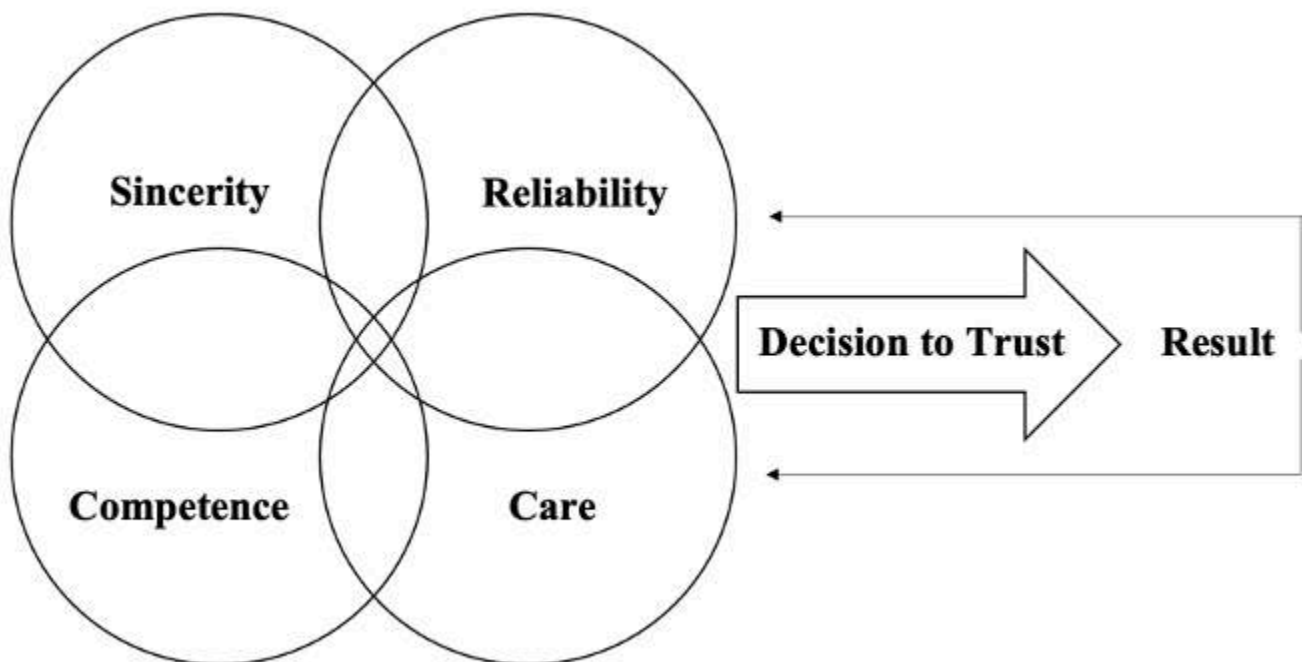 Sincerity
Reliability
Decision to Trust
Result
Competence
Care